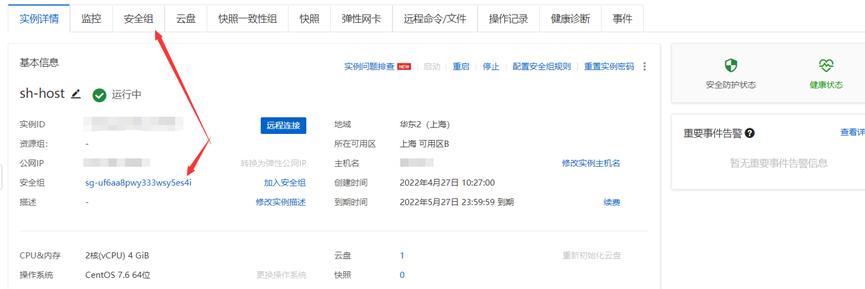 实例详情 监控 安全组 云盘 快照一致性组 快照 弹性网卡 远程命令/文件 操作记录 健康诊断 事件
基本信息 实例问题排查 NEW 启动 重启 停止 配置安全组规则 重置实例密码
sh-host 运行中
安全防护状态 健康状态
实例ID 远程连接 地域 华东2（上海）
资源组: - 所在可用区 上海 可用区B
重要事件告警 查看详
公网IP 转换为弹性公网IP 主机名 修改实例主机名
暂无重要事件告警信息
安全组 sg-uf6aa8pwy333wsy5es4i 加入安全组 创建时间 2022年4月27日 10:27:00
描述 - 修改实例描述 到期时间 2022年5月27日 23:59:59 到期 续费
CPU&内存 2核(vCPU) 4 GiB 云盘 1 重新初始化云盘
操作系统 CentOS 7.6 64位 更换操作系统 快照 0